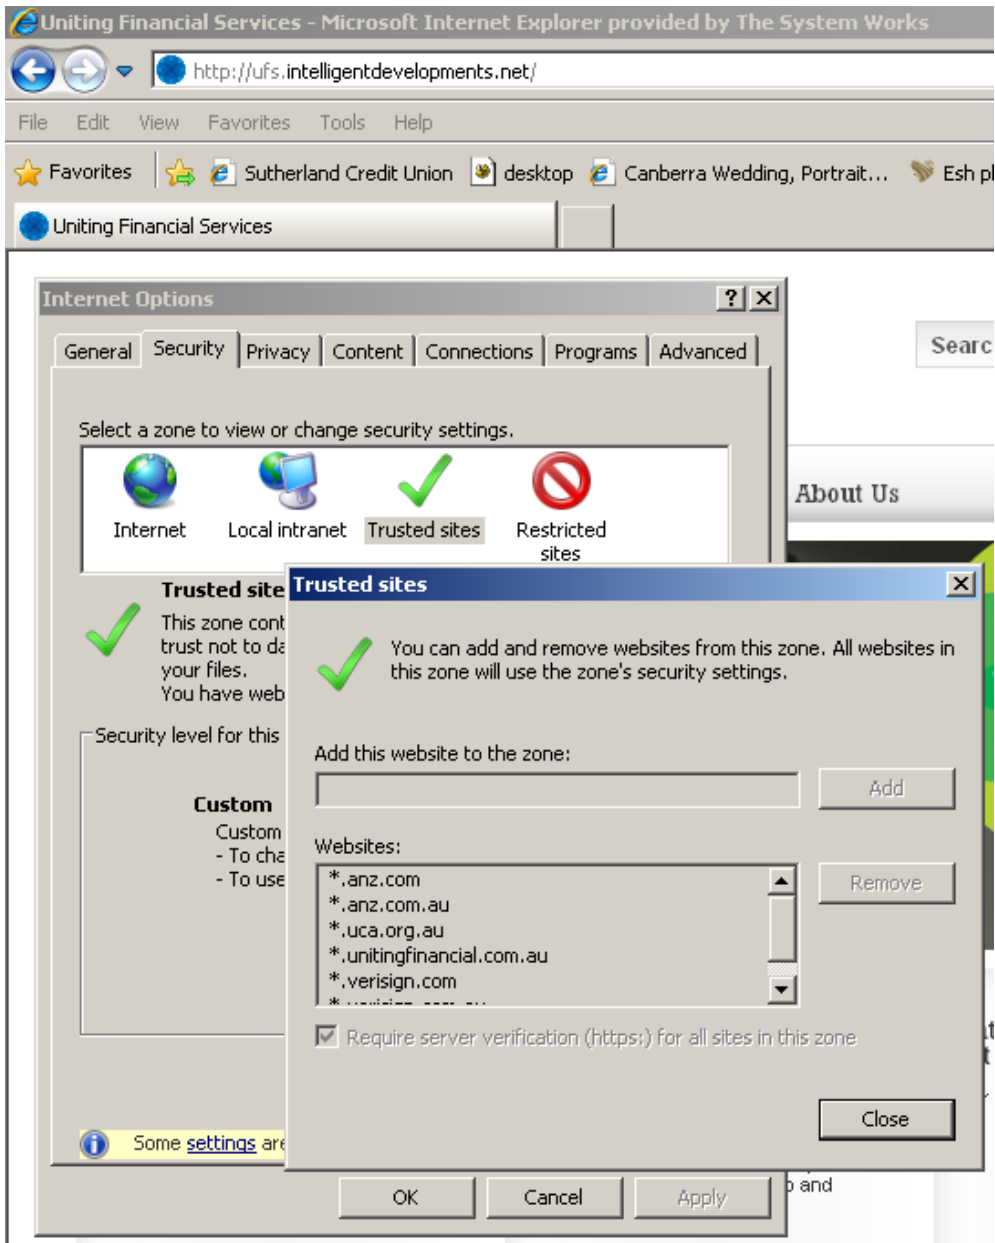 Uniting Financial Services - Microsoft Internet Explorer provided by The System Works
http://ufs.intelligentdevelopments.net/
File Edit View Favorites Tools Help
Favorites Sutherland Credit Union desktop Canberra Wedding, Portrait... Esh pl
Uniting Financial Services
Internet Options
General Security Privacy Content Connections Programs Advanced
Searc
Select a zone to view or change security settings.
Internet Local intranet Trusted sites Restricted
sites
About Us
Trusted site
This zone cont
trust not to da
your files.
You have web
Security level for this
Custom
Custom
- To cha
- To use
Trusted sites
You can add and remove websites from this zone. All websites in
this zone will use the zone's security settings.
Add this website to the zone:
Add
Websites:
*.anz.com
*.anz.com.au
*.uca.org.au
*.unitingfinancial.com.au
*.verisign.com
Remove
Require server verification (https:) for all sites in this zone
Close
Some settings are
OK Cancel Apply
and